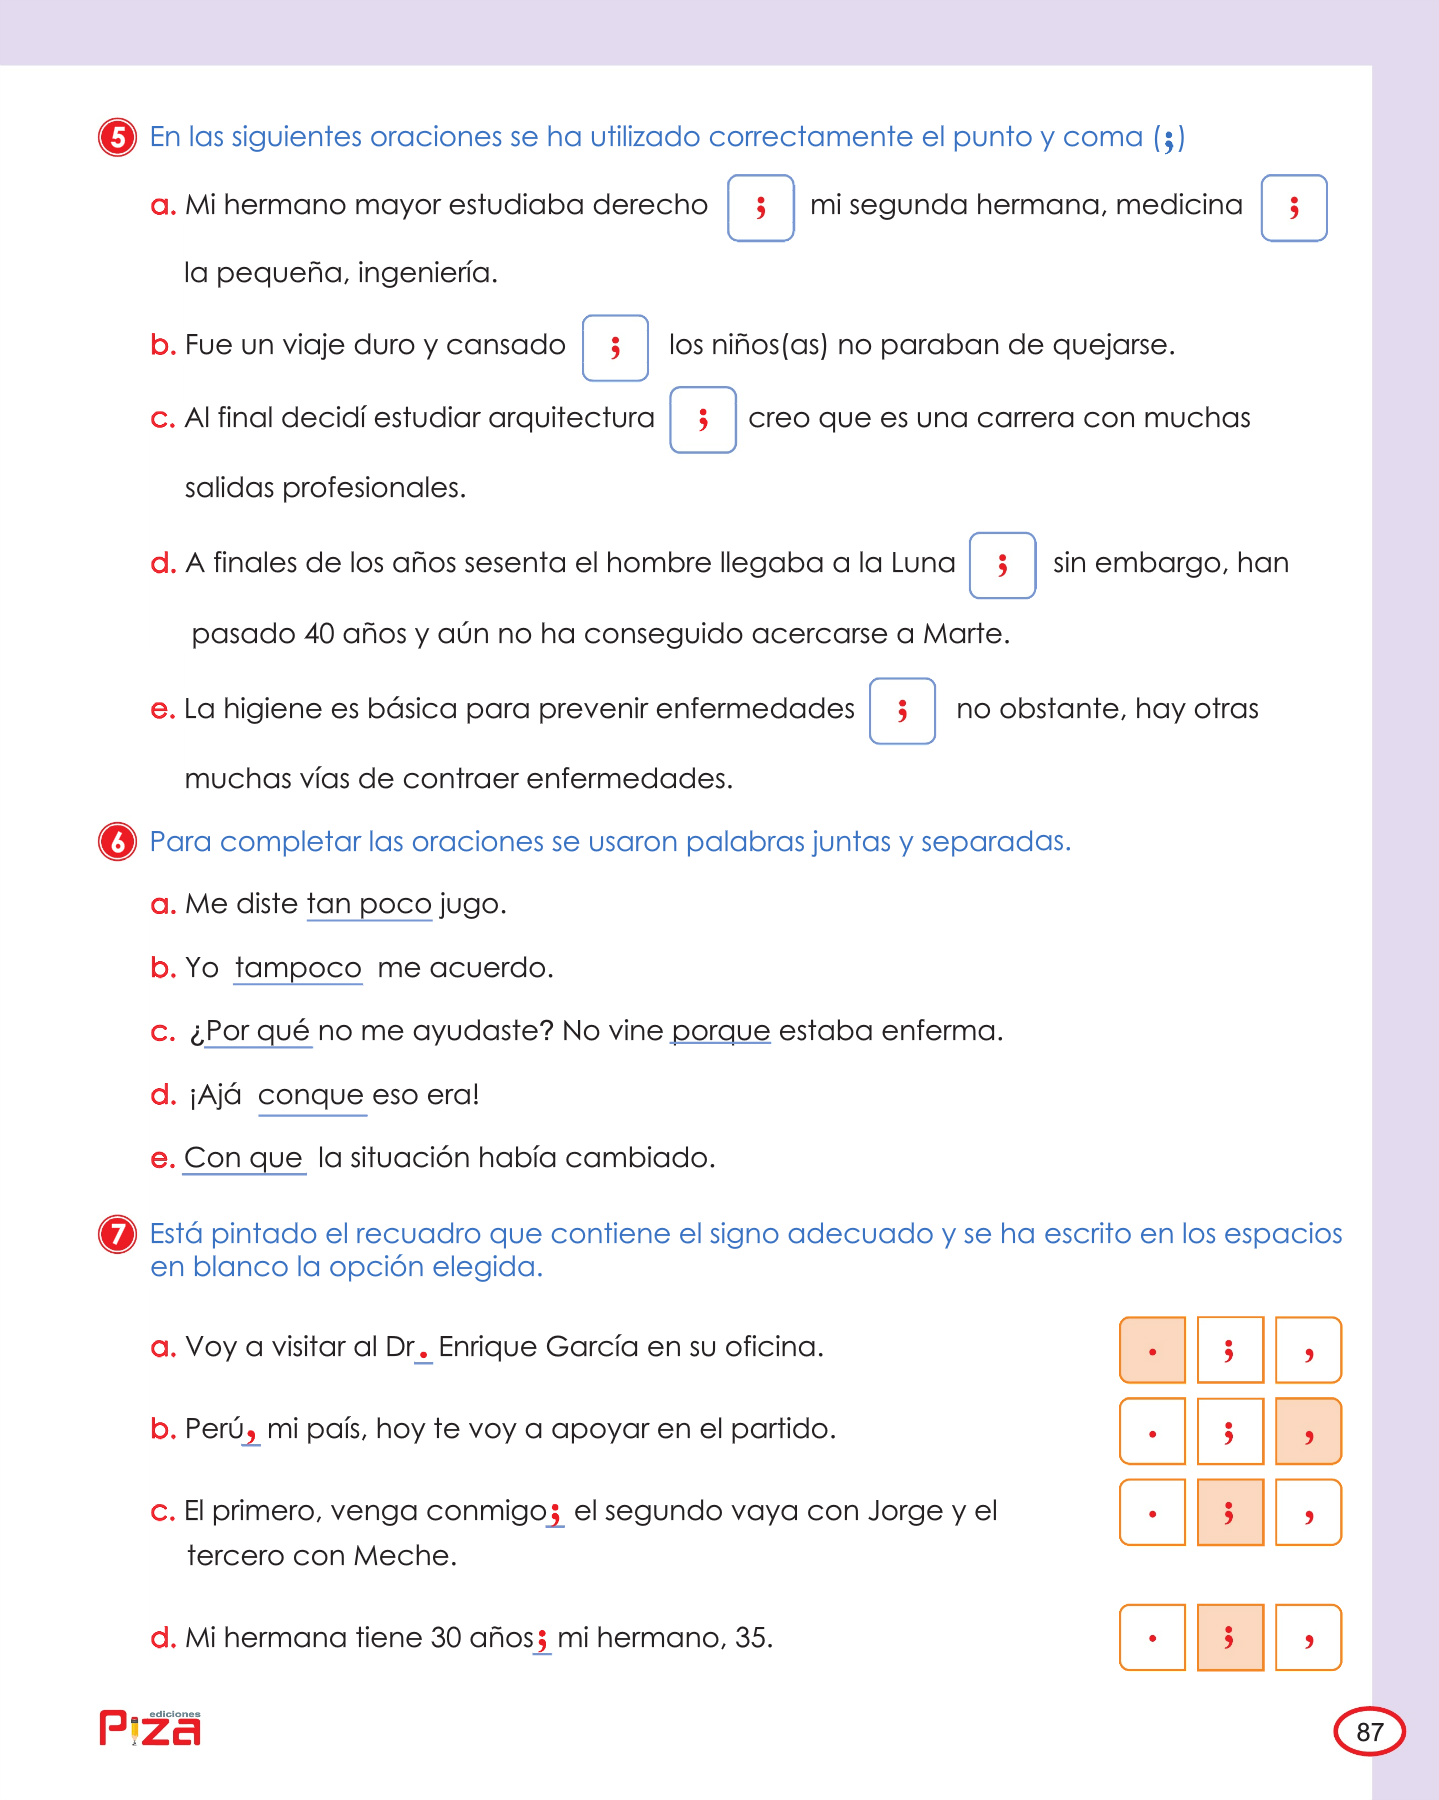 5 En las siguientes oraciones se ha utilizado correctamente el punto y coma (;)
a. Mi hermano mayor estudiaba derecho ; mi segunda hermana, medicina ;
la pequeña, ingeniería.
b. Fue un viaje duro y cansado ; los niños(as) no paraban de quejarse.
c. Al final decidí estudiar arquitectura ; creo que es una carrera con muchas
salidas profesionales.
d. A finales de los años sesenta el hombre llegaba a la Luna ; sin embargo, han
pasado 40 años y aún no ha conseguido acercarse a Marte.
e. La higiene es básica para prevenir enfermedades ; no obstante, hay otras
muchas vías de contraer enfermedades.
6 Para completar las oraciones se usaron palabras juntas y separadas.
a. Me diste tan poco jugo.
b. Yo tampoco me acuerdo.
c. ¿Por qué no me ayudaste? No vine porque estaba enferma.
d. ¡Ajá conque eso era!
e. Con que la situación había cambiado.
7 Está pintado el recuadro que contiene el signo adecuado y se ha escrito en los espacios
en blanco la opción elegida.
a. Voy a visitar al Dr. Enrique García en su oficina. . ; ,
b. Perú, mi país, hoy te voy a apoyar en el partido. . ; ,
c. El primero, venga conmigo; el segundo vaya con Jorge y el . ; ,
tercero con Meche.
d. Mi hermana tiene 30 años; mi hermano, 35. . ; ,
ediciones
Piza
87